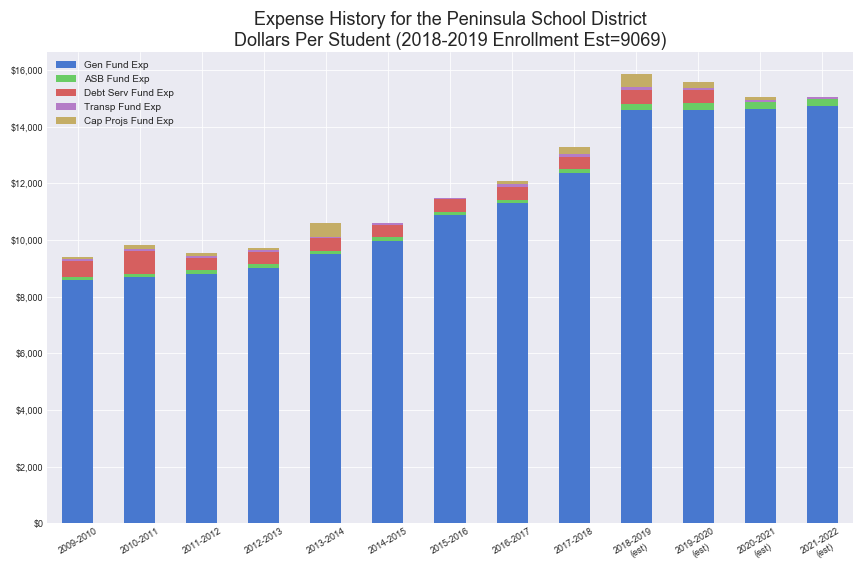 Expense History for the Peninsula School District
Dollars Per Student (2018-2019 Enrollment Est=9069)
Gen Fund Exp
ASB Fund Exp
Debt Serv Fund Exp
Transp Fund Exp
Cap Projs Fund Exp
$16,000
$14,000
$12,000
$10,000
$8,000
$6,000
$4,000
$2,000
$0
2009-2010
2010-2011
2011-2012
2012-2013
2013-2014
2014-2015
2015-2016
2016-2017
2017-2018
2018-2019
(est)
2019-2020
(est)
2020-2021
(est)
2021-2022
(est)